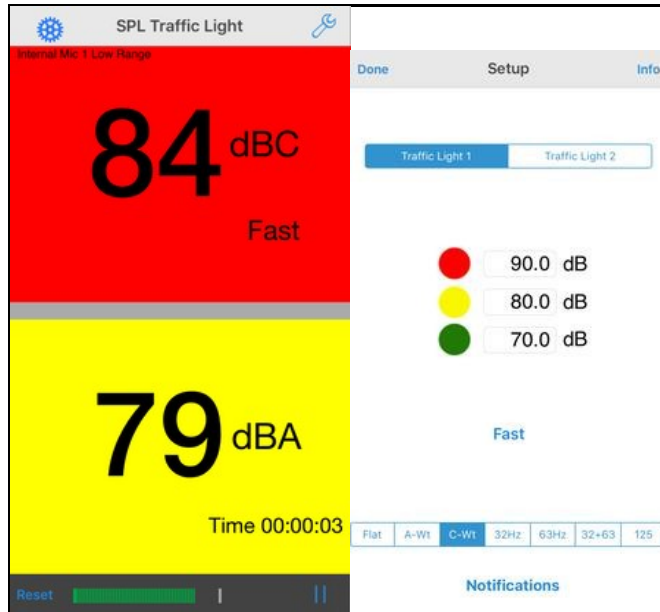 SPL Traffic Light
Internal Mic 1 Low Range
84 dBC
Fast
79 dBA
Time 00:00:03
Reset
Done Setup Info
Traffic Light 1 Traffic Light 2
90.0 dB
80.0 dB
70.0 dB
Fast
Flat A-Wt C-Wt 32Hz 63Hz 32+63 125
Notifications